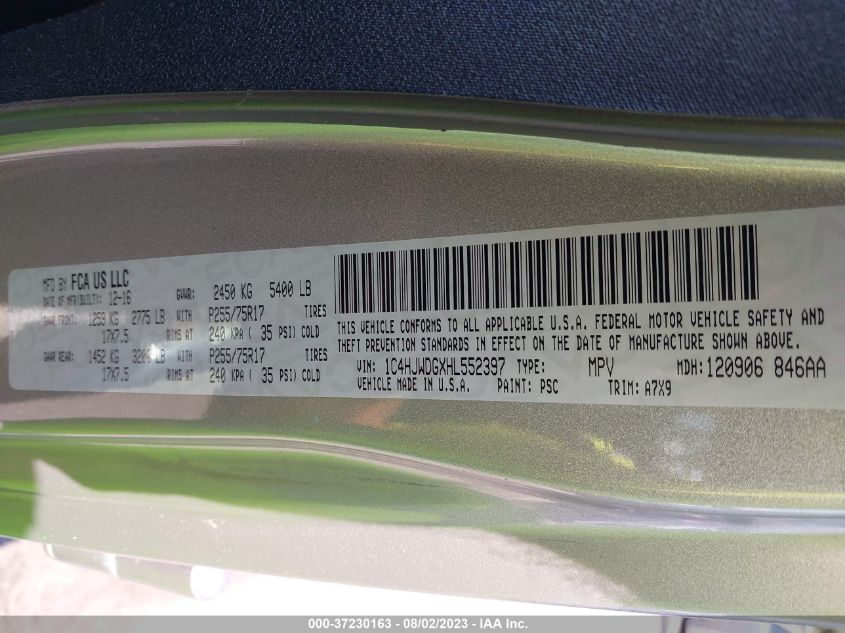 MFD BY FCA US LLC
DATE OF MFR(BUILT): 12-16 GVWR: 2450 KG 5400 LB
GAWR FRONT: 1259 KG 2775 LB WITH P255/75R17 TIRES
17X7.5 RIMS AT 240 KPA ( 35 PSI) COLD
GAWR REAR: 1452 KG 3200 LB WITH P255/75R17 TIRES
17X7.5 RIMS AT 240 KPA ( 35 PSI) COLD
THIS VEHICLE CONFORMS TO ALL APPLICABLE U.S.A. FEDERAL MOTOR VEHICLE SAFETY AND
THEFT PREVENTION STANDARDS IN EFFECT ON THE DATE OF MANUFACTURE SHOWN ABOVE.
VIN: 1C4HJWDGXHL552397 TYPE: MPV MDH: 120906 846AA
VEHICLE MADE IN U.S.A. PAINT: PSC TRIM: A7X9
000-37230163 - 08/02/2023 - IAA Inc.